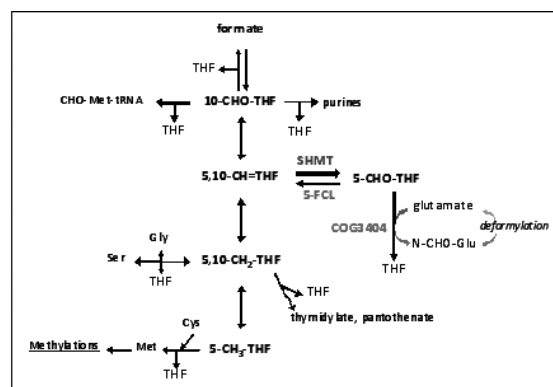 formate
THF
CHO-Met-tRNA
10-CHO-THF
purines
THF
THF
5,10-CH=THF
SHMT
5-FCL
5-CHO-THF
glutamate
COG3404
deformylation
N-CHO-Glu
THF
Gly
Ser
5,10-CH2-THF
THF
THF
thymidylate, pantothenate
Cys
Methylations
Met
5-CH3-THF
THF